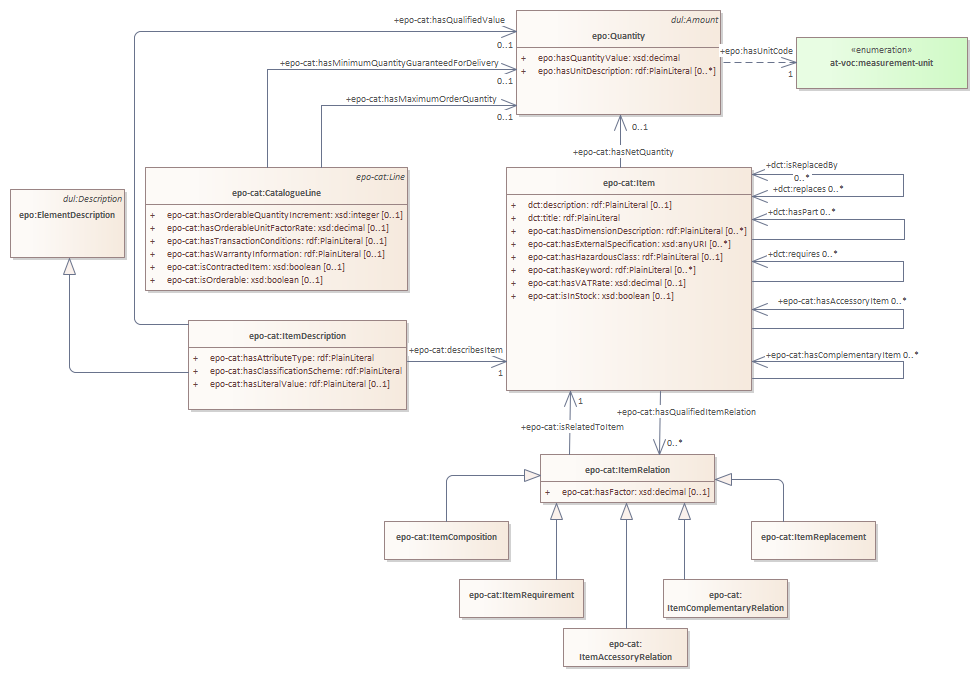 +epo-cat:hasQualifiedValue
0..1
dul:Amount
epo:Quantity
+ epo:hasQuantityValue: xsd:decimal
+ epo:hasUnitDescription: rdf:PlainLiteral [0..*]
+epo:hasUnitCode
1
«enumeration»
at-voc:measurement-unit
+epo-cat:hasMinimumQuantityGuaranteedForDelivery
0..1
+epo-cat:hasMaximumOrderQuantity
0..1
0..1
+epo-cat:hasNetQuantity
dul:Description
epo:ElementDescription
epo-cat:Line
epo-cat:CatalogueLine
+ epo-cat:hasOrderableQuantityIncrement: xsd:integer [0..1]
+ epo-cat:hasOrderableUnitFactorRate: xsd:decimal [0..1]
+ epo-cat:hasTransactionConditions: rdf:PlainLiteral [0..1]
+ epo-cat:hasWarrantyInformation: rdf:PlainLiteral [0..1]
+ epo-cat:isContractedItem: xsd:boolean [0..1]
+ epo-cat:isOrderable: xsd:boolean [0..1]
epo-cat:Item
+ dct:description: rdf:PlainLiteral [0..1]
+ dct:title: rdf:PlainLiteral
+ epo-cat:hasDimensionDescription: rdf:PlainLiteral [0..*]
+ epo-cat:hasExternalSpecification: xsd:anyURI [0..*]
+ epo-cat:hasHazardousClass: rdf:PlainLiteral [0..1]
+ epo-cat:hasKeyword: rdf:PlainLiteral [0..*]
+ epo-cat:hasVATRate: xsd:decimal [0..1]
+ epo-cat:isInStock: xsd:boolean [0..1]
+dct:isReplacedBy
0..*
+dct:replaces 0..*
+dct:hasPart 0..*
+dct:requires 0..*
+epo-cat:hasAccessoryItem 0..*
+epo-cat:hasComplementaryItem 0..*
epo-cat:ItemDescription
+ epo-cat:hasAttributeType: rdf:PlainLiteral
+ epo-cat:hasClassificationScheme: rdf:PlainLiteral
+ epo-cat:hasLiteralValue: rdf:PlainLiteral [0..1]
+epo-cat:describesItem
1
1
+epo-cat:isRelatedToItem
+epo-cat:hasQualifiedItemRelation
0..*
epo-cat:ItemRelation
+ epo-cat:hasFactor: xsd:decimal [0..1]
epo-cat:ItemComposition
epo-cat:ItemReplacement
epo-cat:ItemRequirement
epo-cat:
ItemComplementaryRelation
epo-cat:
ItemAccessoryRelation